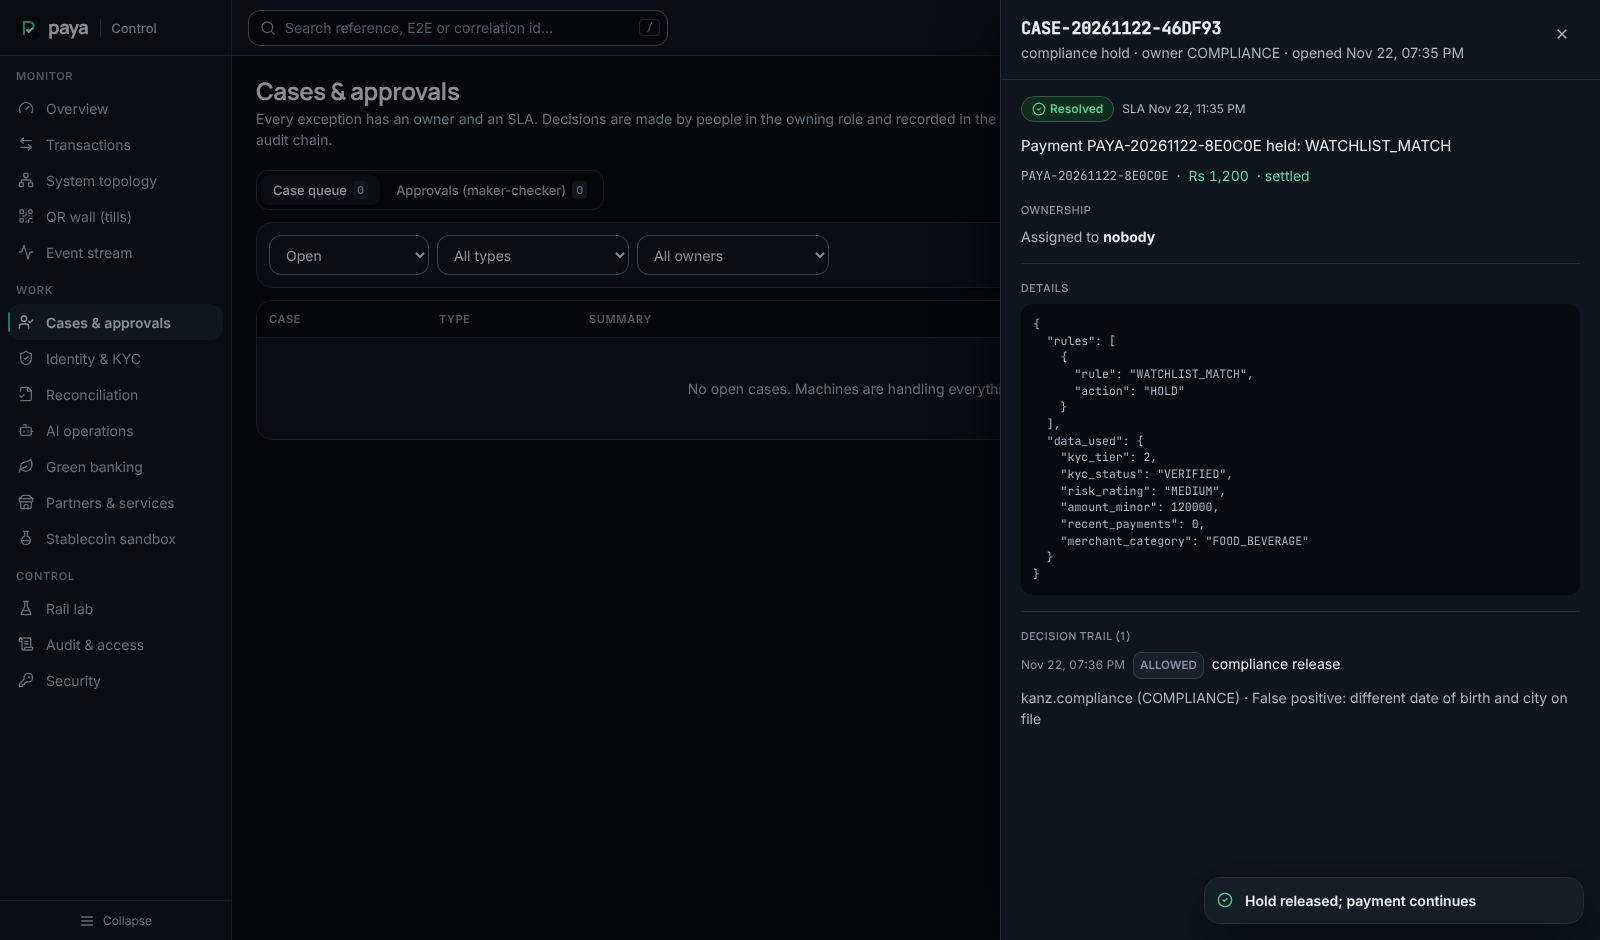 paya Control
MONITOR
Overview
Transactions
System topology
QR wall (tills)
Event stream
WORK
Cases & approvals
Identity & KYC
Reconciliation
AI operations
Green banking
Partners & services
Stablecoin sandbox
CONTROL
Rail lab
Audit & access
Security
Collapse
Search reference, E2E or correlation id... /
Cases & approvals
Every exception has an owner and an SLA. Decisions are made by people in the owning role and recorded in the
audit chain.
Case queue 0 Approvals (maker-checker) 0
Open All types All owners
CASE TYPE SUMMARY
No open cases. Machines are handling everythi
CASE-20261122-46DF93
compliance hold · owner COMPLIANCE · opened Nov 22, 07:35 PM
Resolved SLA Nov 22, 11:35 PM
Payment PAYA-20261122-8E0C0E held: WATCHLIST_MATCH
PAYA-20261122-8E0C0E · Rs 1,200 · settled
OWNERSHIP
Assigned to nobody
DETAILS
{
"rules": [
{
"rule": "WATCHLIST_MATCH",
"action": "HOLD"
}
],
"data_used": {
"kyc_tier": 2,
"kyc_status": "VERIFIED",
"risk_rating": "MEDIUM",
"amount_minor": 120000,
"recent_payments": 0,
"merchant_category": "FOOD_BEVERAGE"
}
}
DECISION TRAIL (1)
Nov 22, 07:36 PM ALLOWED compliance release
kanz.compliance (COMPLIANCE) · False positive: different date of birth and city on
file
Hold released; payment continues